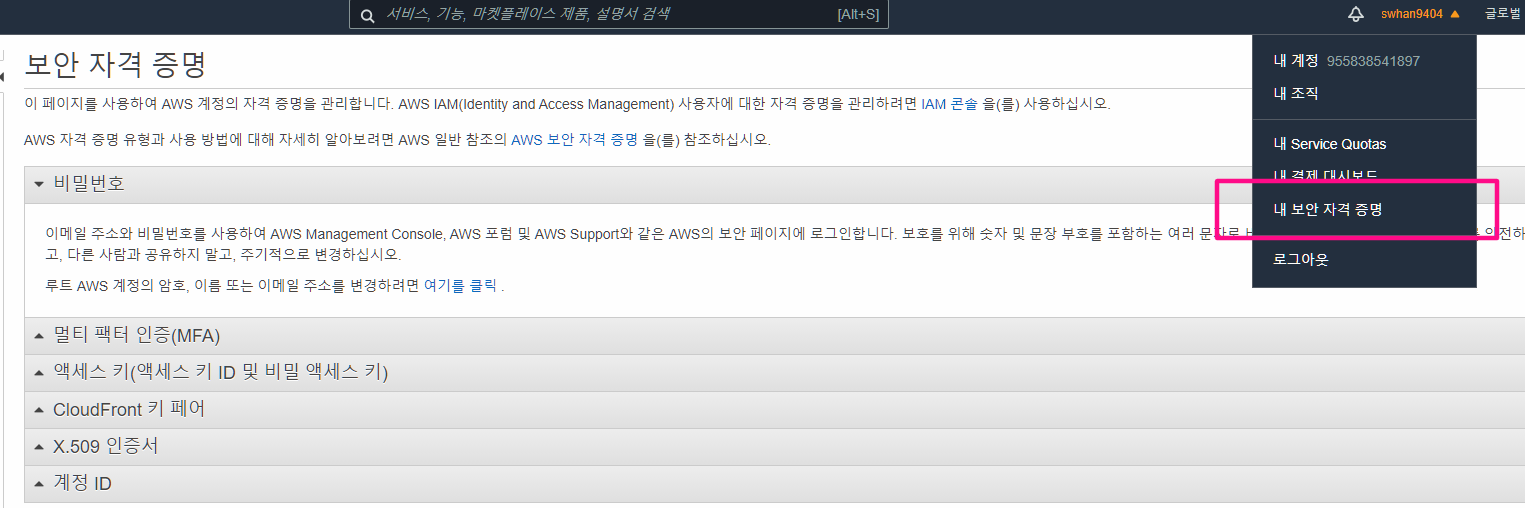 서비스, 기능, 마켓플레이스 제품, 설명서 검색 [Alt+S] swhan9404 글로벌
내 계정 955838541897
내 조직
내 Service Quotas
내 결제 대시보드
내 보안 자격 증명
로그아웃
보안 자격 증명
이 페이지를 사용하여 AWS 계정의 자격 증명을 관리합니다. AWS IAM(Identity and Access Management) 사용자에 대한 자격 증명을 관리하려면 IAM 콘솔 을(를) 사용하십시오.
AWS 자격 증명 유형과 사용 방법에 대해 자세히 알아보려면 AWS 일반 참조의 AWS 보안 자격 증명 을(를) 참조하십시오.
비밀번호
이메일 주소와 비밀번호를 사용하여 AWS Management Console, AWS 포럼 및 AWS Support와 같은 AWS의 보안 페이지에 로그인합니다. 보호를 위해 숫자 및 문장 부호를 포함하는 여러 문자로
고, 다른 사람과 공유하지 말고, 주기적으로 변경하십시오.
루트 AWS 계정의 암호, 이름 또는 이메일 주소를 변경하려면 여기를 클릭 .
멀티 팩터 인증(MFA)
액세스 키(액세스 키 ID 및 비밀 액세스 키)
CloudFront 키 페어
X.509 인증서
계정 ID